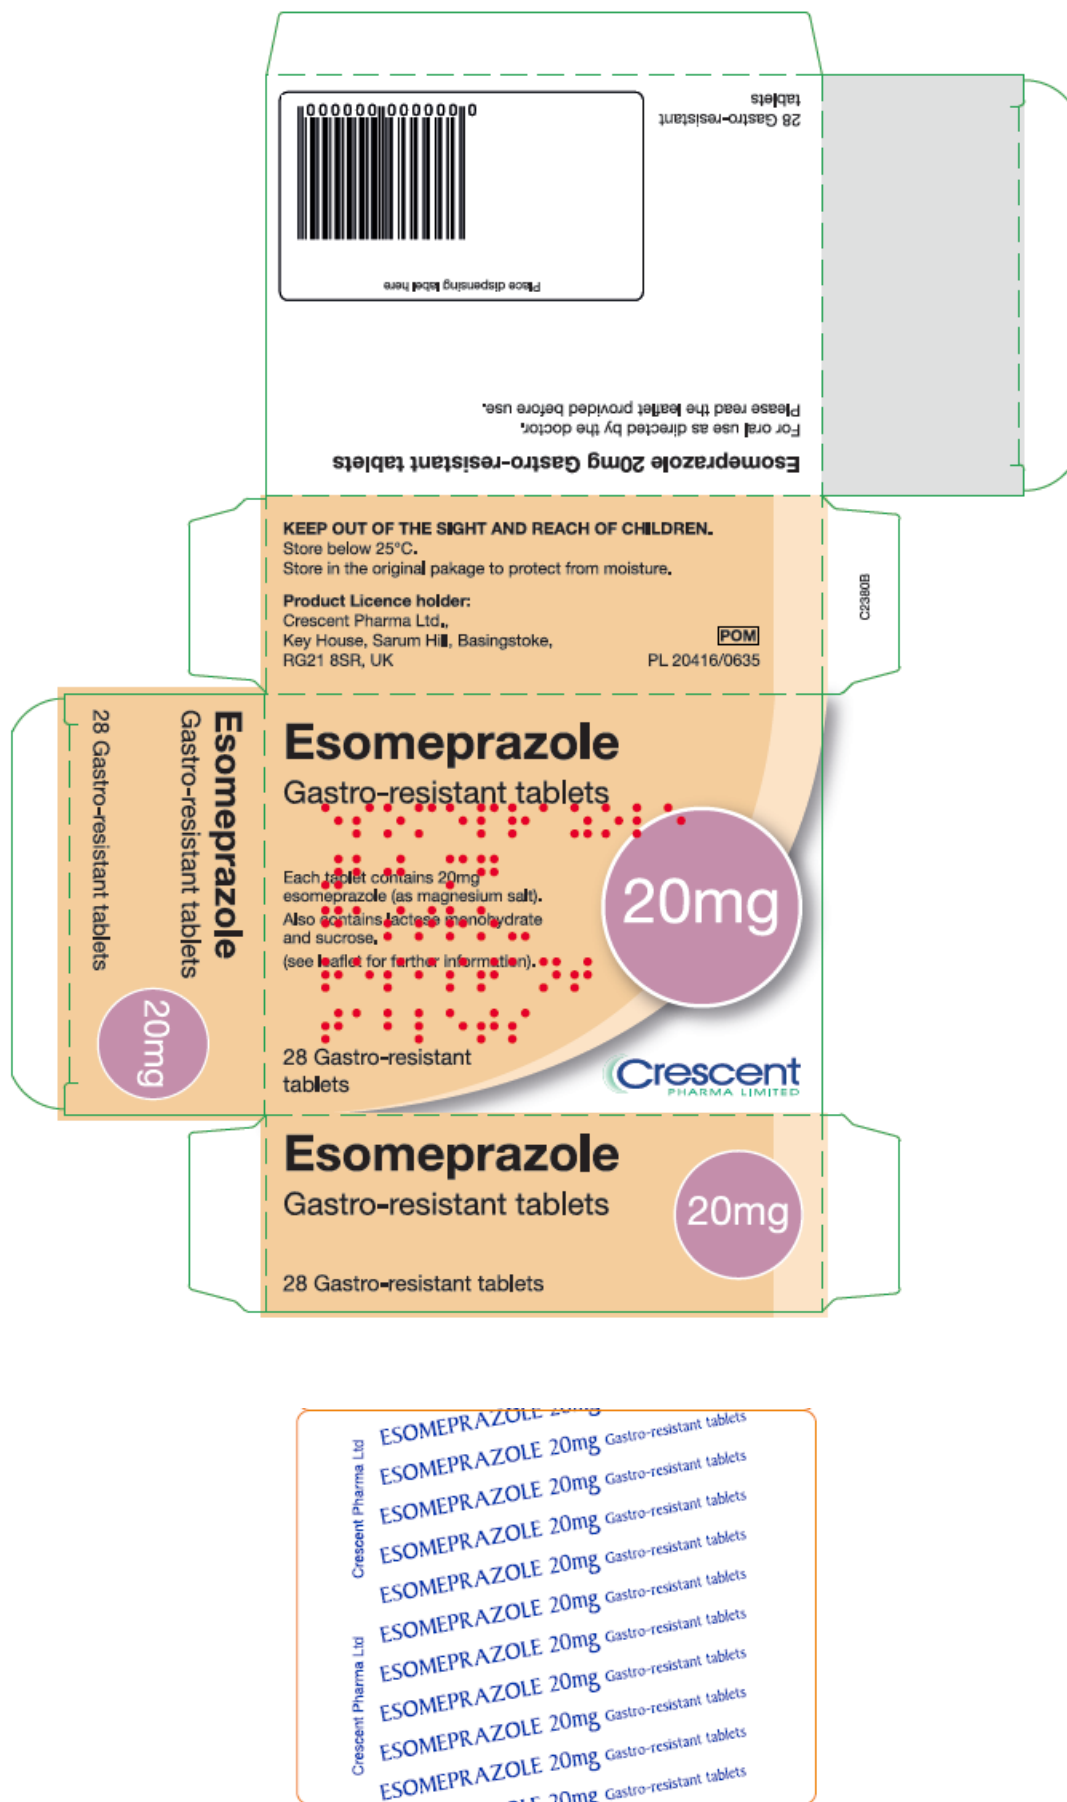 28 Gastro-resistant
tablets
0000000000000
Place dispensing label here
Esomeprazole 20mg Gastro-resistant tablets
For oral use as directed by the doctor.
Please read the leaflet provided before use.
KEEP OUT OF THE SIGHT AND REACH OF CHILDREN.
Store below 25°C.
Store in the original pakage to protect from moisture.
Product Licence holder:
Crescent Pharma Ltd.,
Key House, Sarum Hill, Basingstoke,
RG21 8SR, UK
POM
PL 20416/0635
C2380B
Esomeprazole
Gastro-resistant tablets
28 Gastro-resistant tablets
20mg
Esomeprazole
Gastro-resistant tablets
Each tablet contains 20mg
esomeprazole (as magnesium salt).
Also contains lactose monohydrate
and sucrose.
(see leaflet for further information).
20mg
28 Gastro-resistant
tablets
Crescent
PHARMA LIMITED
Esomeprazole
Gastro-resistant tablets
20mg
28 Gastro-resistant tablets
Crescent Pharma Ltd
Crescent Pharma Ltd
ESOMEPRAZOLE 20mg
ESOMEPRAZOLE 20mg Gastro-resistant tablets
ESOMEPRAZOLE 20mg Gastro-resistant tablets
ESOMEPRAZOLE 20mg Gastro-resistant tablets
ESOMEPRAZOLE 20mg Gastro-resistant tablets
ESOMEPRAZOLE 20mg Gastro-resistant tablets
ESOMEPRAZOLE 20mg Gastro-resistant tablets
ESOMEPRAZOLE 20mg Gastro-resistant tablets
ESOMEPRAZOLE 20mg Gastro-resistant tablets
ESOMEPRAZOLE 20mg Gastro-resistant tablets
20mg Gastro-resistant tablets